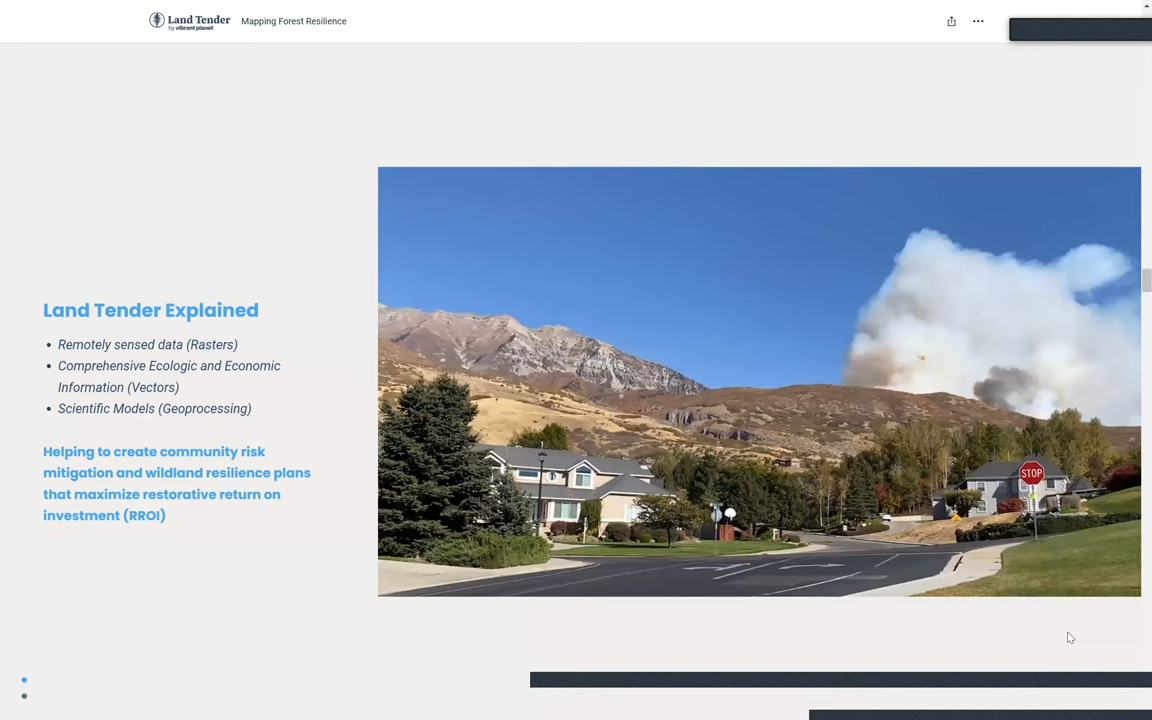 Land Tender
by vibrant planet
Mapping Forest Resilience
Land Tender Explained
Remotely sensed data (Rasters)
Comprehensive Ecologic and Economic
Information (Vectors)
Scientific Models (Geoprocessing)
Helping to create community risk
mitigation and wildland resilience plans
that maximize restorative return on
investment (RROI)
STOP